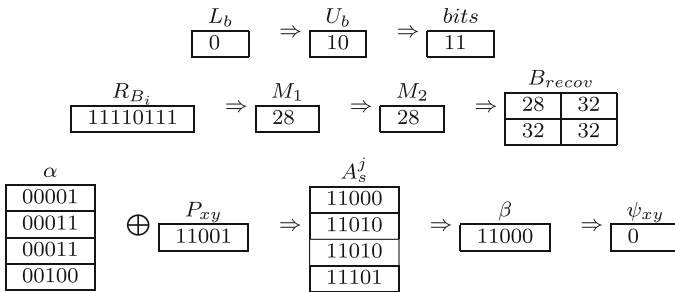 L_b ⇒ U_b ⇒ bits
0 10 11
R_{B_i} ⇒ M_1 ⇒ M_2 ⇒ B_{recov}
11110111 28 28 28 32
32 32
α ⊕ P_{xy} ⇒ A_s^j ⇒ β ⇒ ψ_{xy}
00001 11000
00011 11010
11001 11000 0
00011 11010
00100 11101